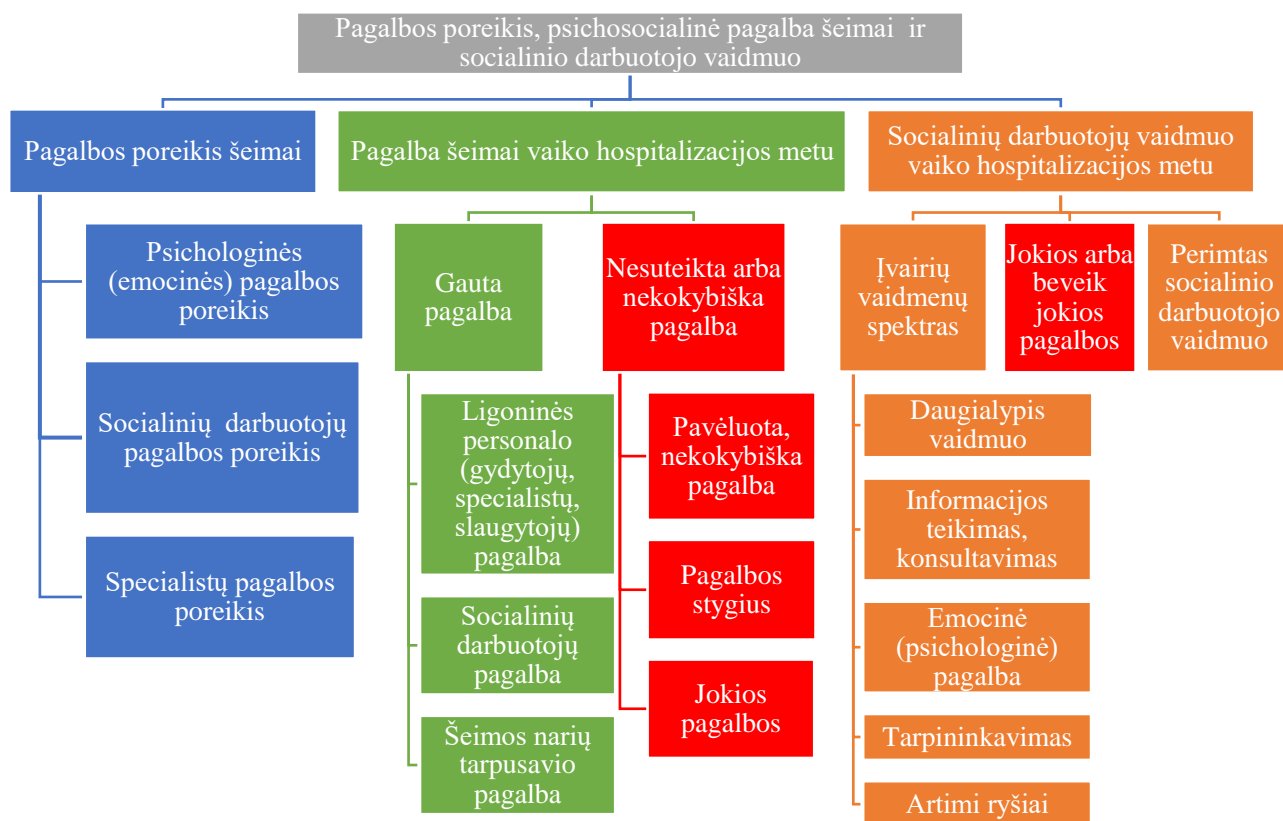 Pagalbos poreikis, psichosocialinė pagalba šeimai ir
socialinio darbuotojo vaidmuo
Pagalbos poreikis šeimai
Psichologinės
(emocinės) pagalbos
poreikis
Socialinių darbuotojų
pagalbos poreikis
Specialistų pagalbos
poreikis
Pagalba šeimai vaiko hospitalizacijos metu
Gauta
pagalba
Ligoninės
personalo
(gydytojų,
specialistų,
slaugytojų)
pagalba
Socialinių
darbuotojų
pagalba
Šeimos narių
tarpusavio
pagalba
Nesuteikta arba
nekokybiška
pagalba
Pavėluota,
nekokybiška
pagalba
Pagalbos
stygius
Jokios
pagalbos
Socialinių darbuotojų vaidmuo
vaiko hospitalizacijos metu
Įvairių
vaidmenų
spektras
Daugialypis
vaidmuo
Informacijos
teikimas,
konsultavimas
Emocinė
(psichologinė)
pagalba
Tarpininkavimas
Artimi ryšiai
Jokios arba
beveik
jokios
pagalbos
Perimtas
socialinio
darbuotojo
vaidmuo